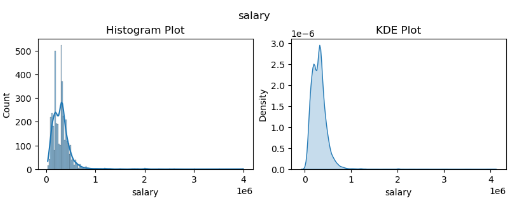 salary
Histogram Plot
KDE Plot
1e−6
500
400
300
200
100
0
Count
0
1
2
3
4
1e6
salary
3.0
2.5
2.0
1.5
1.0
0.5
0.0
Density
0
1
2
3
4
1e6
salary